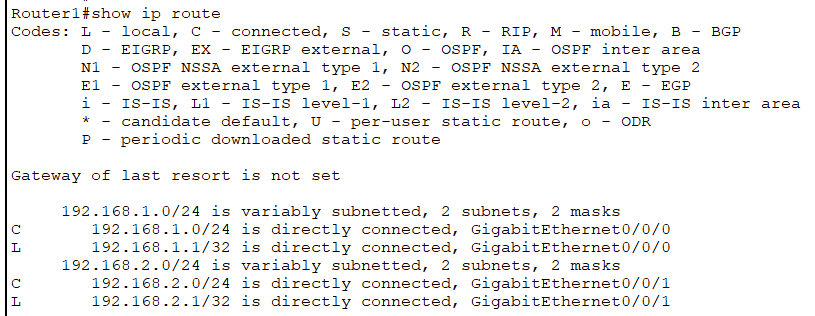 Router1#show ip route
Codes: L - local, C - connected, S - static, R - RIP, M - mobile, B - BGP
       D - EIGRP, EX - EIGRP external, O - OSPF, IA - OSPF inter area
       N1 - OSPF NSSA external type 1, N2 - OSPF NSSA external type 2
       E1 - OSPF external type 1, E2 - OSPF external type 2, E - EGP
       i - IS-IS, L1 - IS-IS level-1, L2 - IS-IS level-2, ia - IS-IS inter area
       * - candidate default, U - per-user static route, o - ODR
       P - periodic downloaded static route

Gateway of last resort is not set

     192.168.1.0/24 is variably subnetted, 2 subnets, 2 masks
C       192.168.1.0/24 is directly connected, GigabitEthernet0/0/0
L       192.168.1.1/32 is directly connected, GigabitEthernet0/0/0
     192.168.2.0/24 is variably subnetted, 2 subnets, 2 masks
C       192.168.2.0/24 is directly connected, GigabitEthernet0/0/1
L       192.168.2.1/32 is directly connected, GigabitEthernet0/0/1